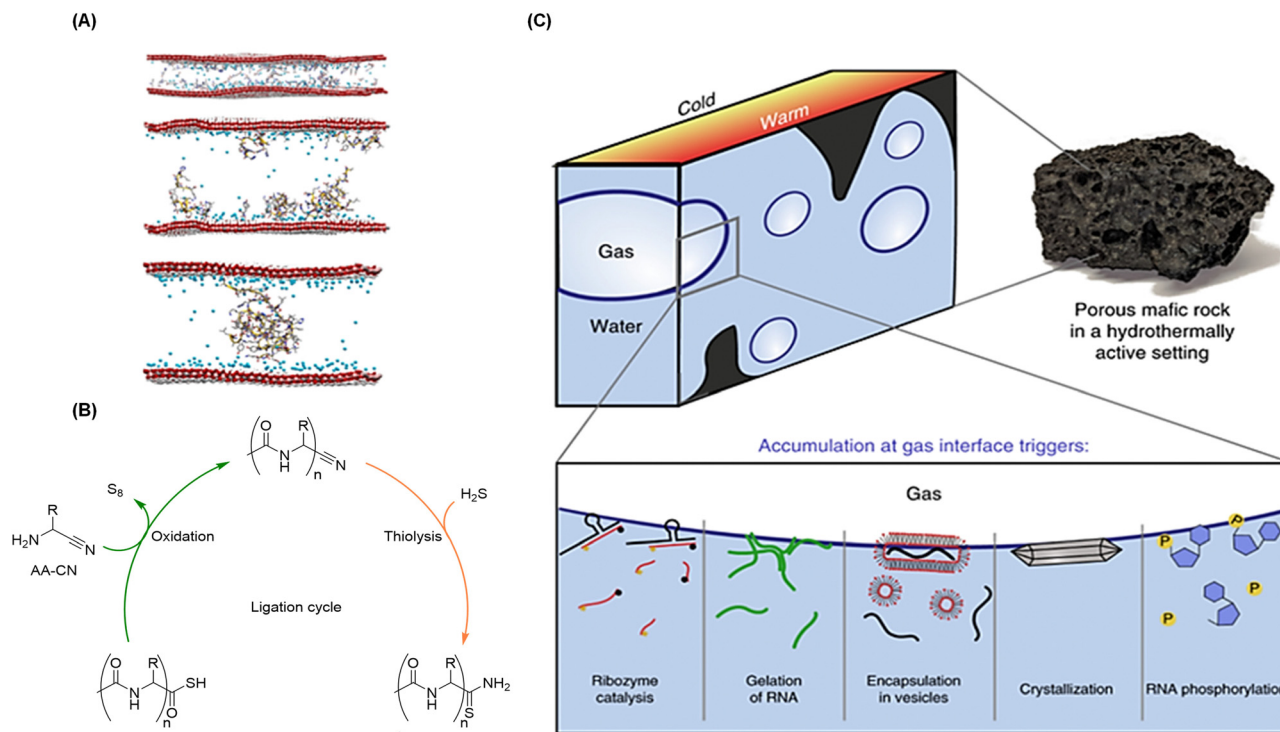 (A)
(B)
S8
H2N
R
N
AA-CN
Oxidation
O
R
N
H
n
N
H2S
Thiolysis
Ligation cycle
O
R
N
H
SH
O
n
O
R
N
H
NH2
S
n
(C)
Cold
Warm
Gas
Water
Porous mafic rock
in a hydrothermally
active setting
Accumulation at gas interface triggers:
Gas
P
P
P
P
Ribozyme
catalysis
Gelation
of RNA
Encapsulation
in vesicles
Crystallization
RNA phosphorylation